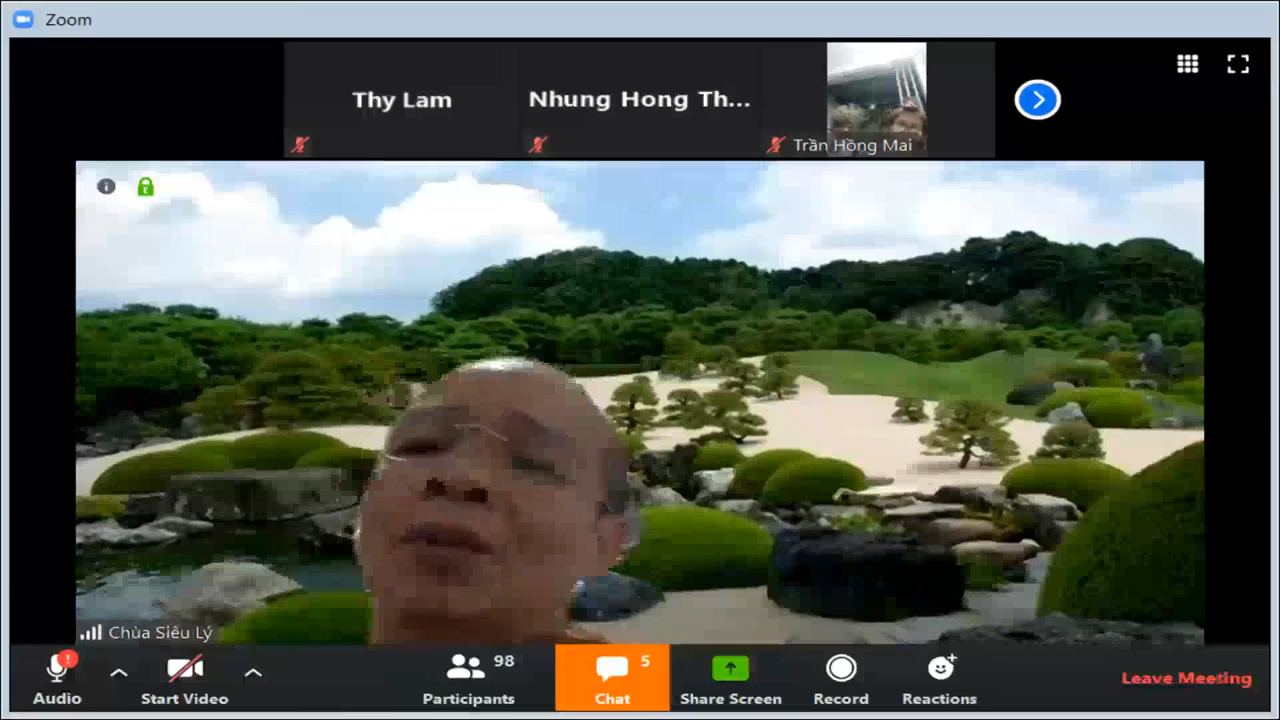 Zoom
Thy Lam
Nhung Hong Th...
Trần Hồng Mai
Chùa Siêu Lý
98
5
Audio
Start Video
Participants
Chat
Share Screen
Record
Reactions
Leave Meeting